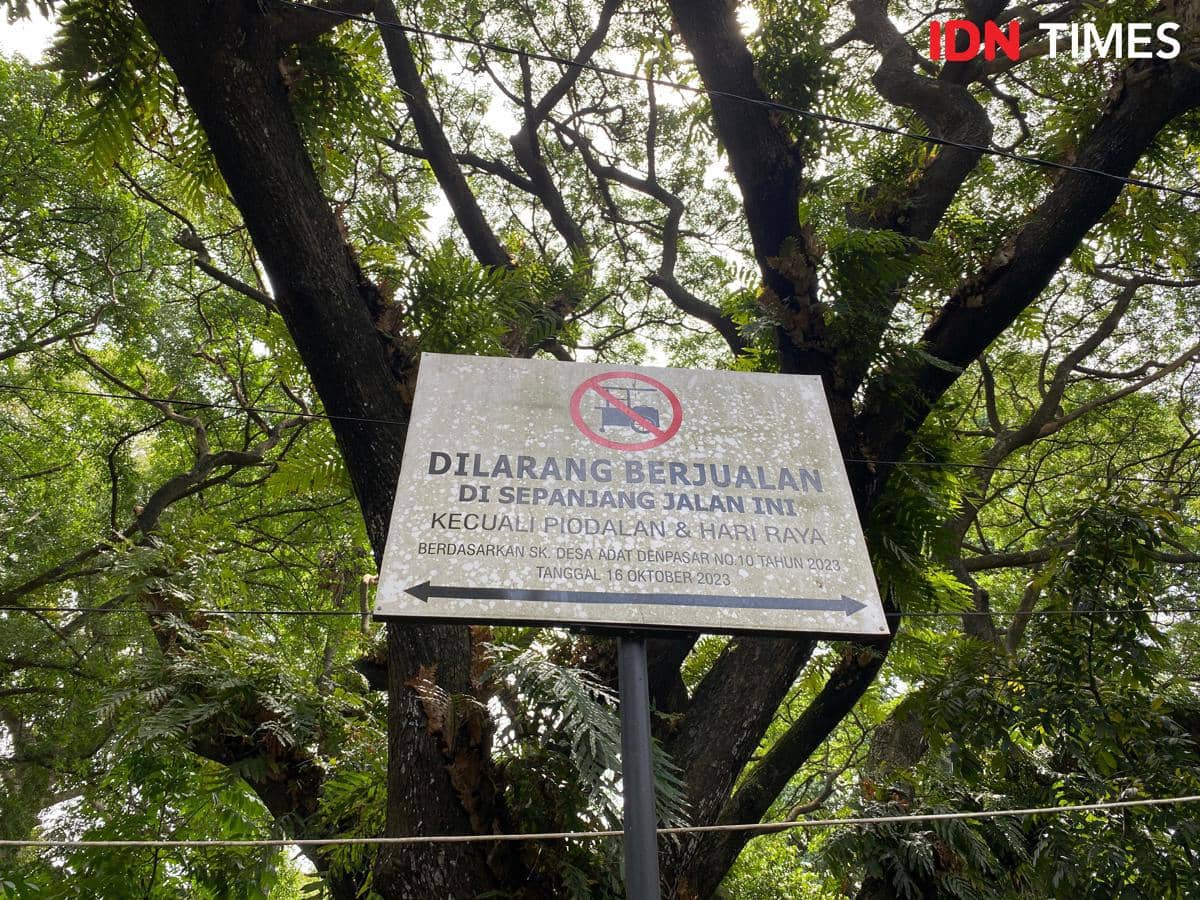 IDN TIMES
DILARANG BERJUALAN
DI SEPANJANG JALAN INI
KECUALI PIODALAN & HARI RAYA
BERDASARKAN SK. DESA ADAT DENPASAR NO.10 TAHUN 2023
TANGGAL 16 OKTOBER 2023